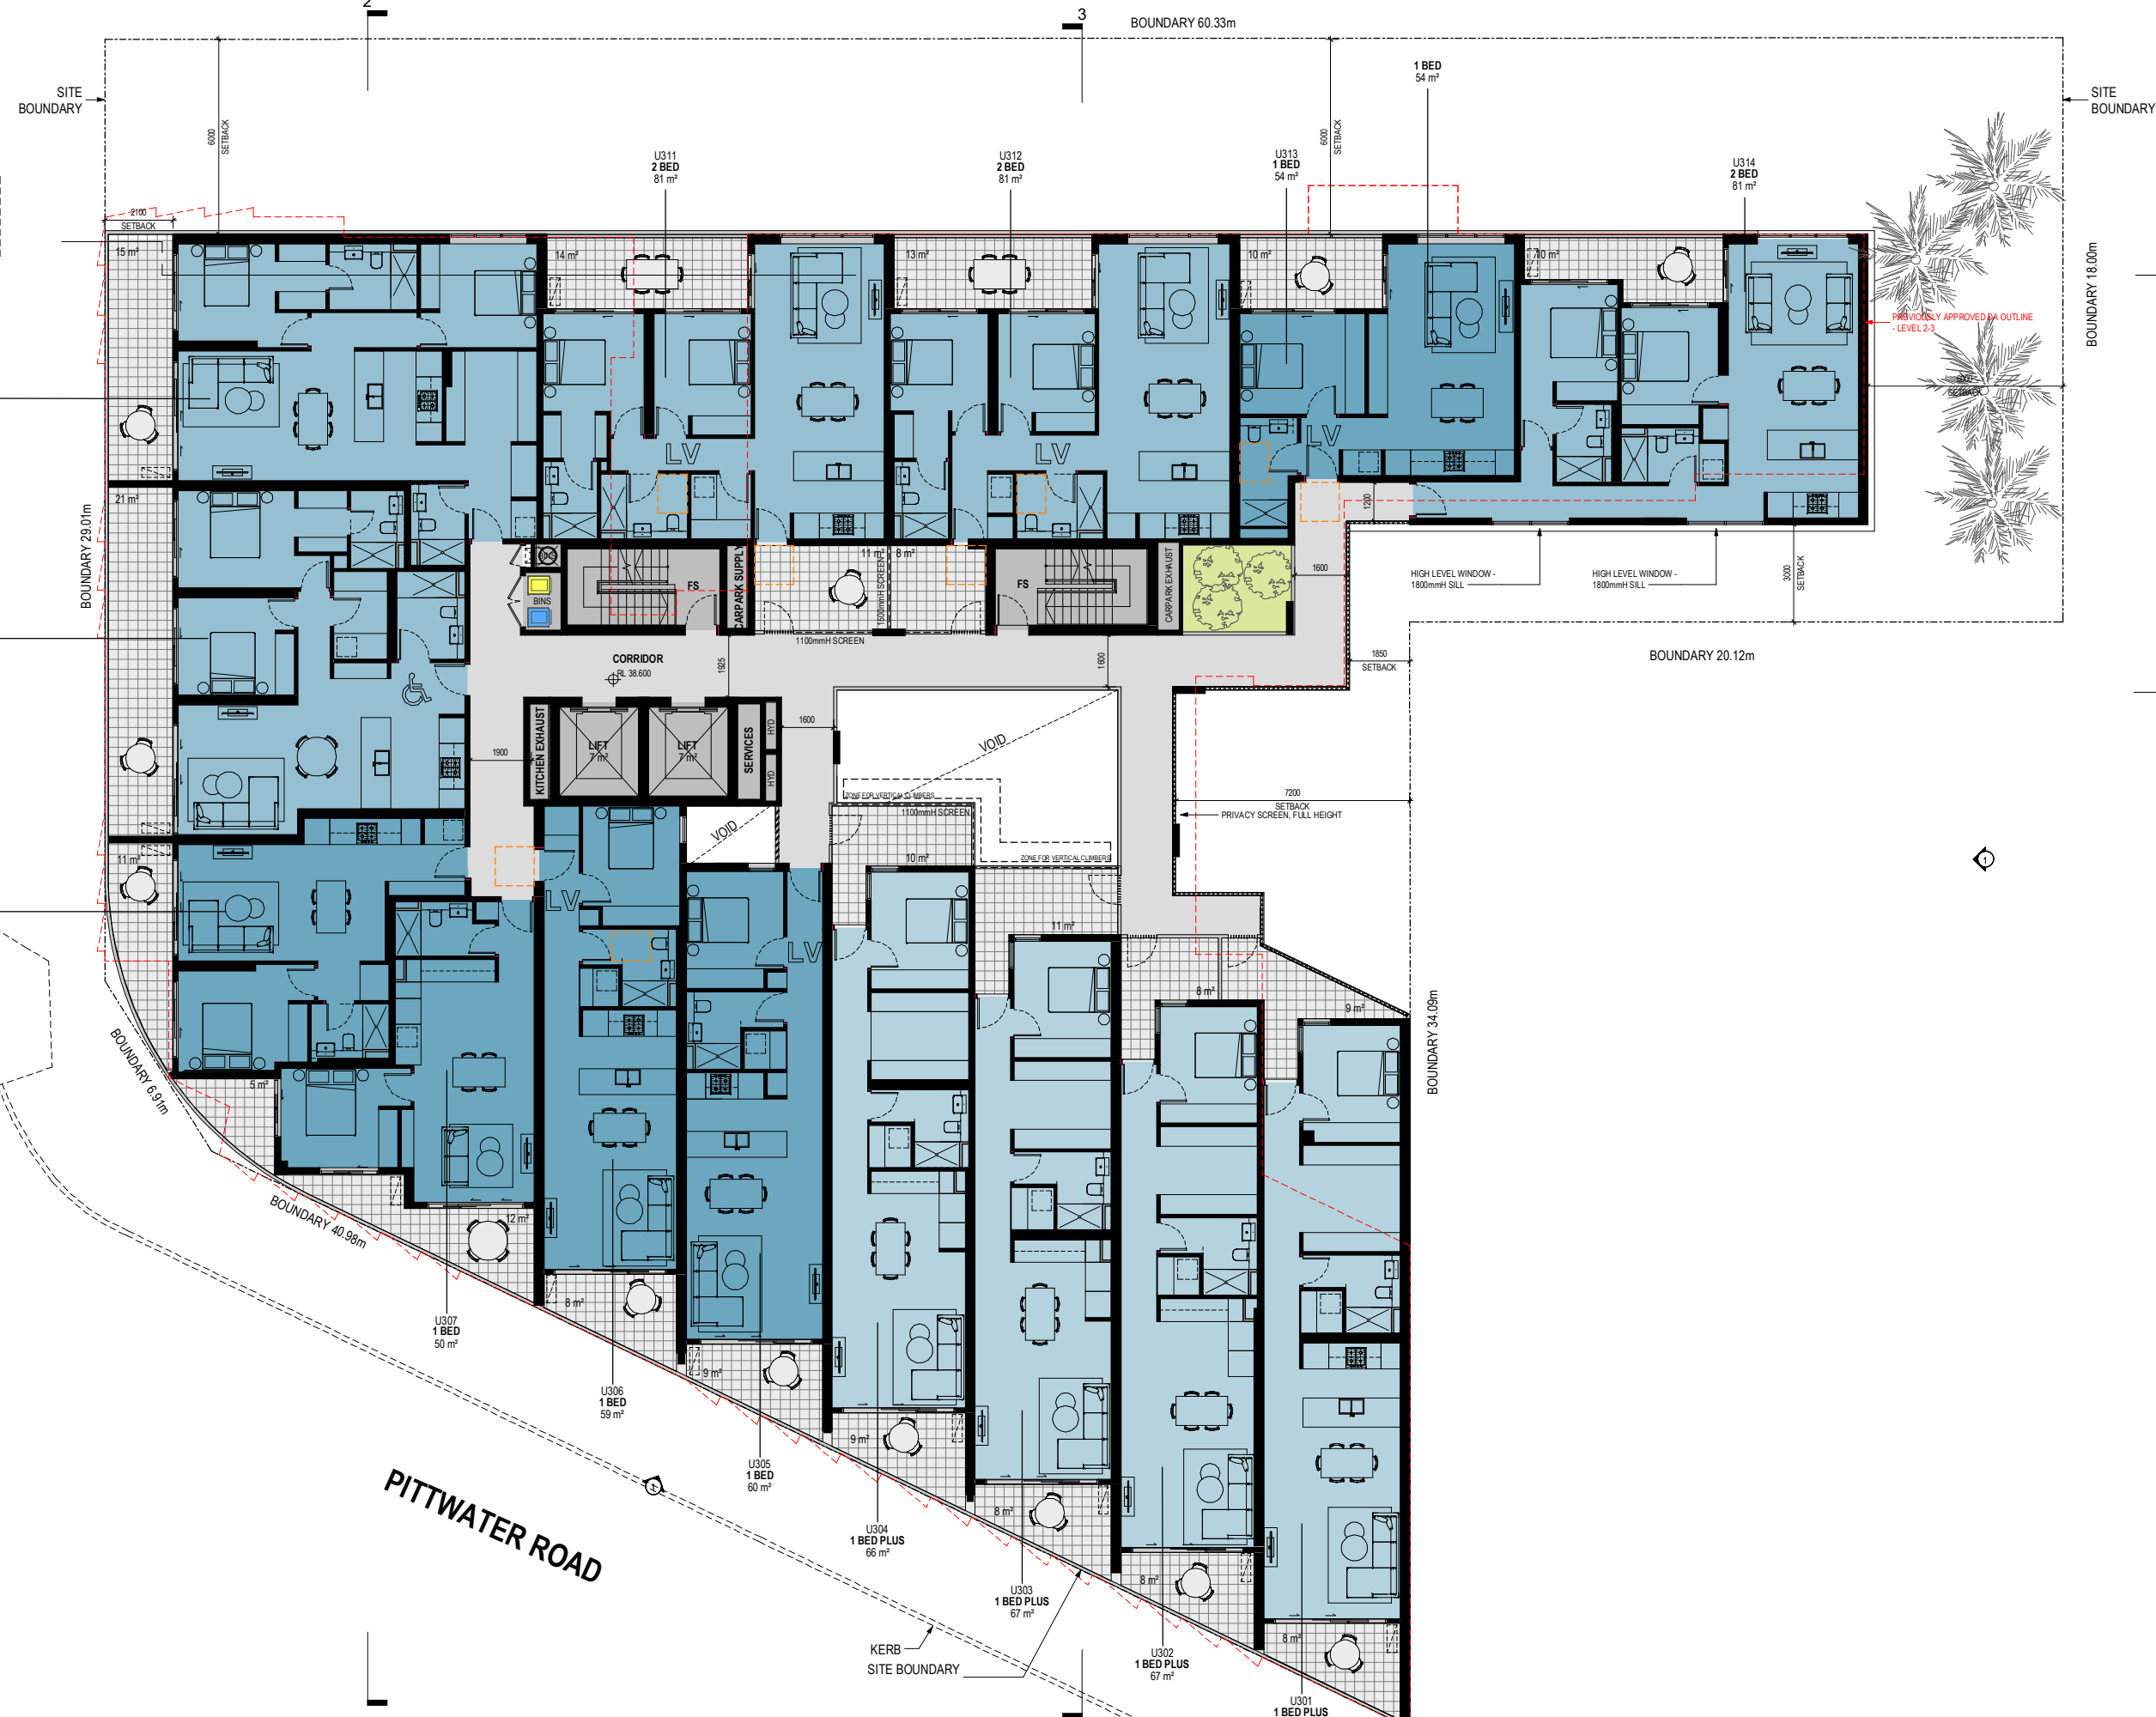 2
3
BOUNDARY 60.33m
SITE
BOUNDARY
SITE
BOUNDARY
1 BED
54 m²
6000
SETBACK
6000
SETBACK
U311
2 BED
81 m²
U312
2 BED
81 m²
U313
1 BED
54 m²
U314
2 BED
81 m²
2100
SETBACK
15 m²
14 m²
13 m²
10 m²
10 m²
BOUNDARY 18.00m
PREVIOUSLY APPROVED DA OUTLINE
- LEVEL 2-3
6000
SETBACK
LV
LV
LV
21 m²
1200
BOUNDARY 29.01m
BINS
BINS
FS
CARPARK SUPPLY
11 m²
8 m²
1500mmH SCREEN
FS
CARPARK EXHAUST
1600
HIGH LEVEL WINDOW -
1800mm SILL
HIGH LEVEL WINDOW -
1800mm SILL
3000
SETBACK
1100mmH SCREEN
CORRIDOR
RL 38.600
1925
1600
1850
SETBACK
BOUNDARY 20.12m
KITCHEN EXHAUST
LIFT
7 m²
LIFT
7 m²
SERVICES
HYD
HYD
1600
1900
VOID
ZONE FOR VERTICAL CLIMBERS
1100mmH SCREEN
7200
SETBACK
PRIVACY SCREEN, FULL HEIGHT
VOID
11 m²
10 m²
ZONE FOR VERTICAL CLIMBERS
1
LV
LV
11 m²
8 m²
9 m²
BOUNDARY 34.09m
BOUNDARY 6.91m
5 m²
BOUNDARY 40.98m
12 m²
8 m²
U307
1 BED
50 m²
9 m²
U306
1 BED
59 m²
9 m²
U305
1 BED
60 m²
PITTWATER ROAD
8 m²
U304
1 BED PLUS
66 m²
8 m²
U303
1 BED PLUS
67 m²
8 m²
KERB
SITE BOUNDARY
U302
1 BED PLUS
67 m²
U301
1 BED PLUS